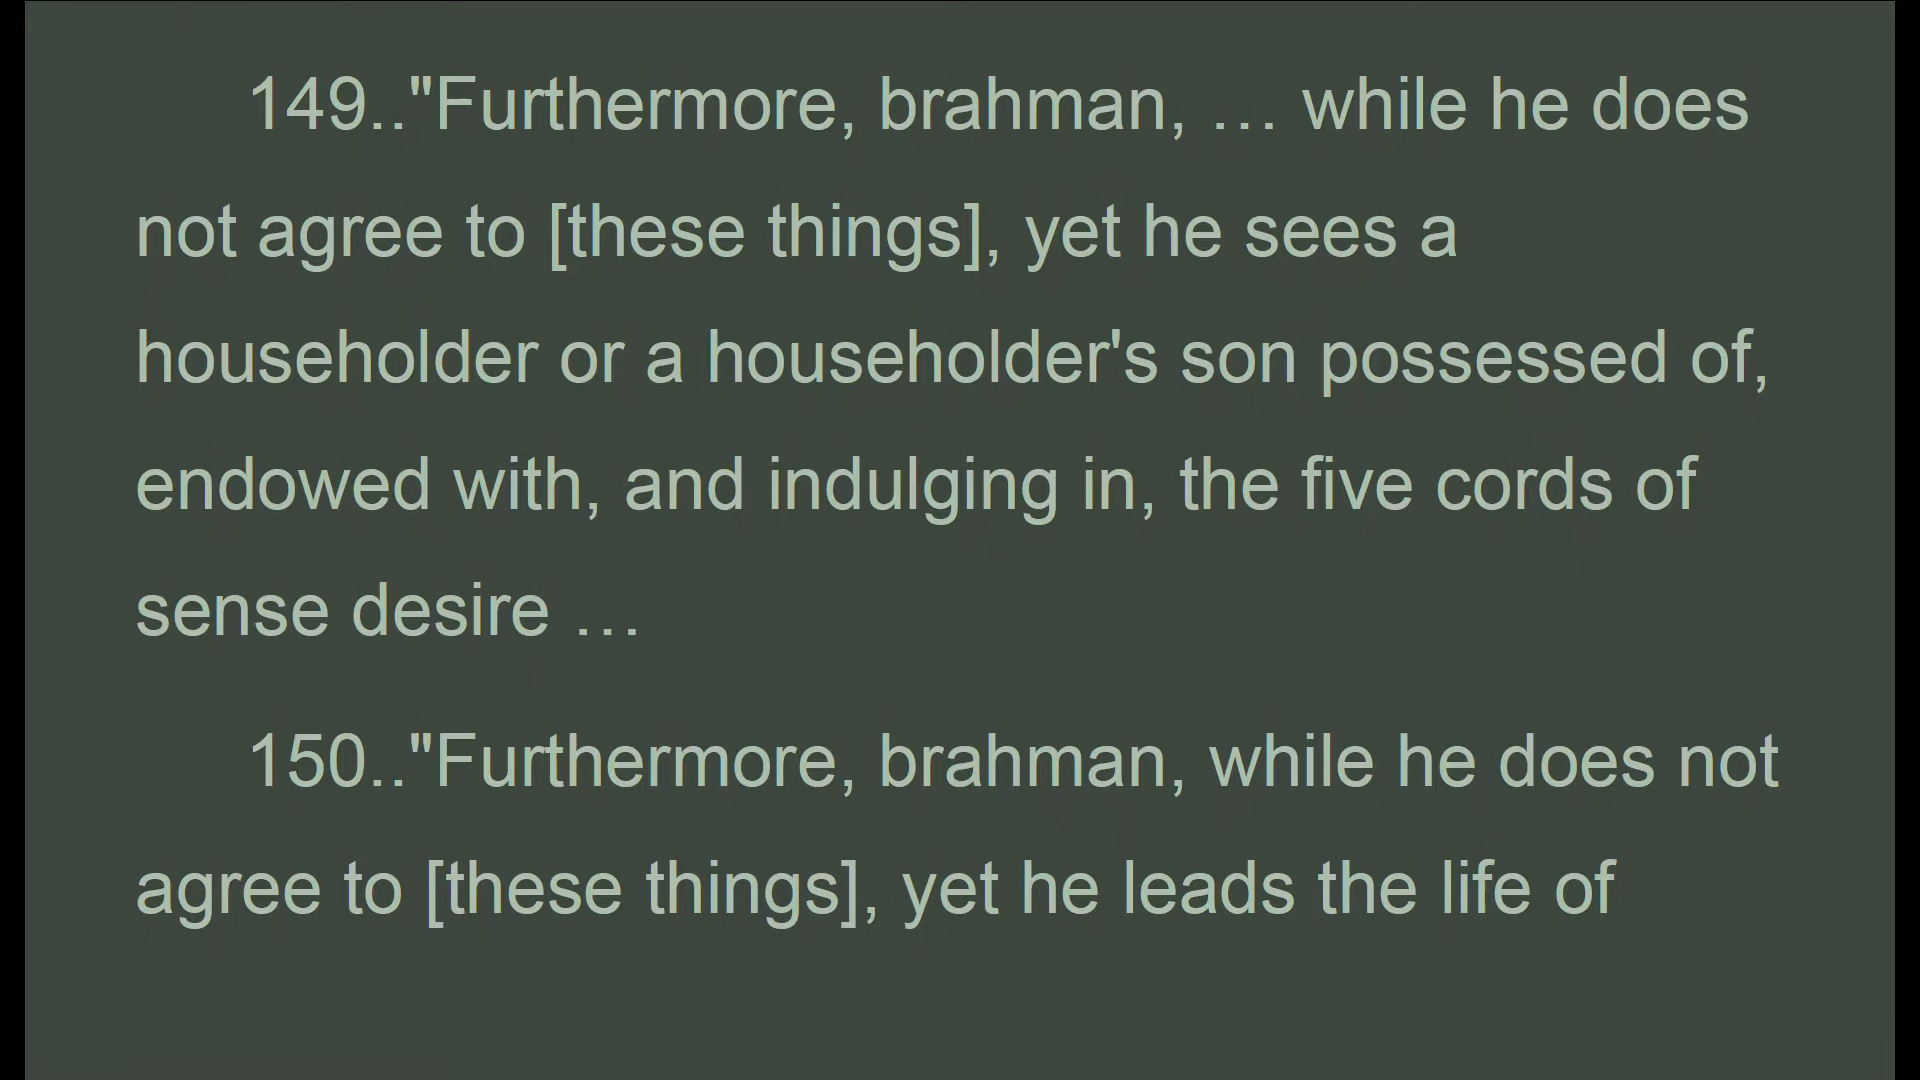 149.."Furthermore, brahman, … while he does
not agree to [these things], yet he sees a
householder or a householder's son possessed of,
endowed with, and indulging in, the five cords of
sense desire …
150.."Furthermore, brahman, while he does not
agree to [these things], yet he leads the life of